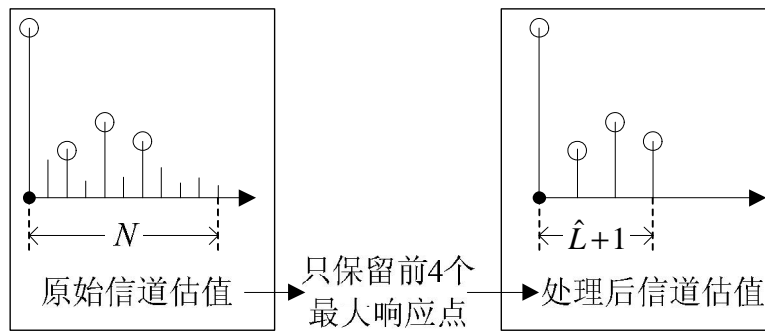 N
原始信道估值
只保留前4个
最大响应点
L̂+1
处理后信道估值